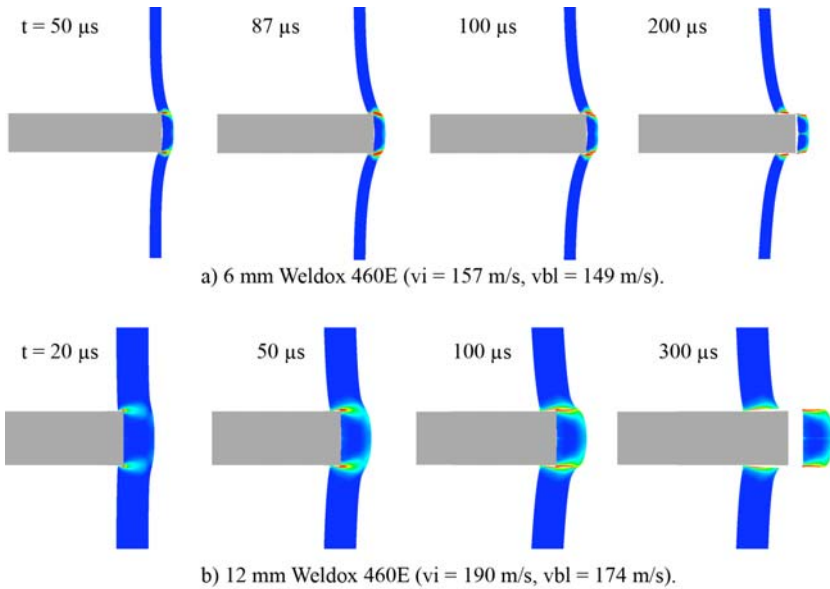 t = 50 µs 87 µs 100 µs 200 µs
a) 6 mm Weldox 460E (vi = 157 m/s, vbl = 149 m/s).
t = 20 µs 50 µs 100 µs 300 µs
b) 12 mm Weldox 460E (vi = 190 m/s, vbl = 174 m/s).